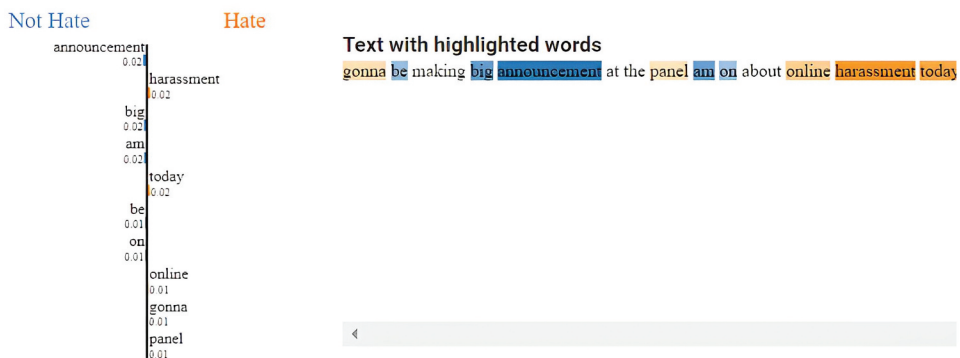 Not Hate Hate
announcement
0.02
harassment
0.02
big
0.02
am
0.02
today
0.02
be
0.01
on
0.01
online
0.01
gonna
0.01
panel
0.01
Text with highlighted words
gonna be making big announcement at the panel am on about online harassment today